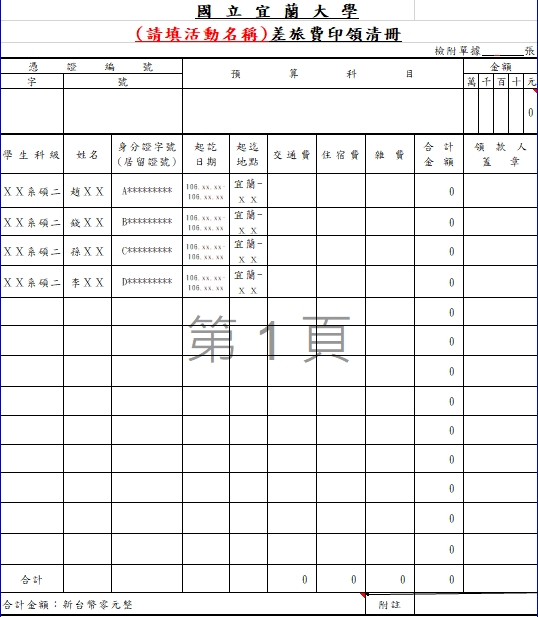 國立宜蘭大學
(請填活動名稱)差旅費印領清冊
檢附單據______張
憑證編號 預算科目 金額
字 號 萬 千 百 十 元
0
學生科級 姓名 身分證字號(居留證號) 起訖日期 起迄地點 交通費 住宿費 雜費 合計金額 領款人蓋章
XX系碩二 趙XX A********* 106.xx.xx-106.xx.xx 宜蘭-XX 0
XX系碩二 錢XX B********* 106.xx.xx-106.xx.xx 宜蘭-XX 0
XX系碩二 孫XX C********* 106.xx.xx-106.xx.xx 宜蘭-XX 0
XX系碩二 李XX D********* 106.xx.xx-106.xx.xx 宜蘭-XX 0
0
第 1 頁
0
0
0
0
0
0
0
0
合計 0 0 0 0
合計金額：新台幣零元整 附註